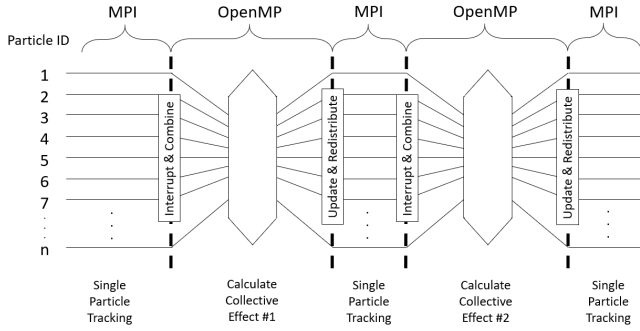 MPI
OpenMP
MPI
OpenMP
MPI
Particle ID
1
2
3
4
5
6
7
n
Interrupt & Combine
Update & Redistribute
Interrupt & Combine
Update & Redistribute
Single
Particle
Tracking
Calculate
Collective
Effect #1
Single
Particle
Tracking
Calculate
Collective
Effect #2
Single
Particle
Tracking